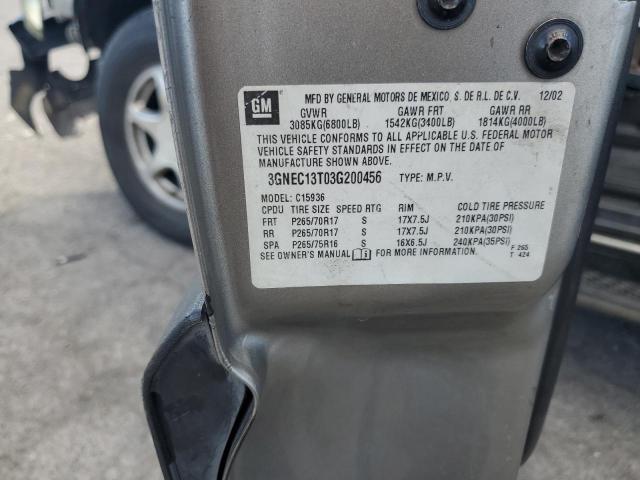 GM
MFD BY GENERAL MOTORS DE MEXICO, S. DE R.L. DE C.V. 12/02
GVWR GAWR FRT GAWR RR
3085KG(6800LB) 1542KG(3400LB) 1814KG(4000LB)
THIS VEHICLE CONFORMS TO ALL APPLICABLE U.S. FEDERAL MOTOR
VEHICLE SAFETY STANDARDS IN EFFECT ON THE DATE OF
MANUFACTURE SHOWN ABOVE.
3GNEC13T03G200456 TYPE: M.P.V.
MODEL: C15936
CPDU TIRE SIZE SPEED RTG RIM COLD TIRE PRESSURE
FRT P265/70R17 S 17X7.5J 210KPA(30PSI)
RR P265/70R17 S 17X7.5J 210KPA(30PSI)
SPA P265/75R16 S 16X6.5J 240KPA(35PSI)
SEE OWNER'S MANUAL FOR MORE INFORMATION.
F 265
T 424